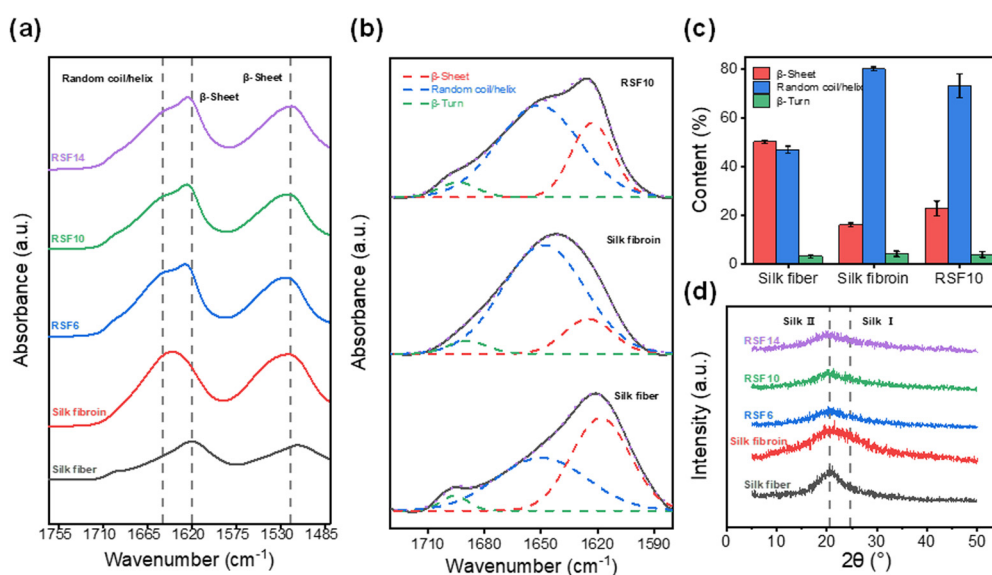 (a)
Random coil/helix
β-Sheet
β-Sheet
RSF14
RSF10
RSF6
Silk fibroin
Silk fiber
Absorbance (a.u.)
1755 1710 1665 1620 1575 1530 1485
Wavenumber (cm⁻¹)
(b)
β-Sheet
Random coil/helix
β-Turn
RSF10
Silk fibroin
Silk fiber
Absorbance (a.u.)
1710 1680 1650 1620 1590
Wavenumber (cm⁻¹)
(c)
β-Sheet
Random coil/helix
β-Turn
Content (%)
80
60
40
20
0
Silk fiber Silk fibroin RSF10
(d)
Silk II Silk I
RSF14
RSF10
RSF6
Silk fibroin
Silk fiber
Intensity (a.u.)
0 10 20 30 40 50
2θ (°)